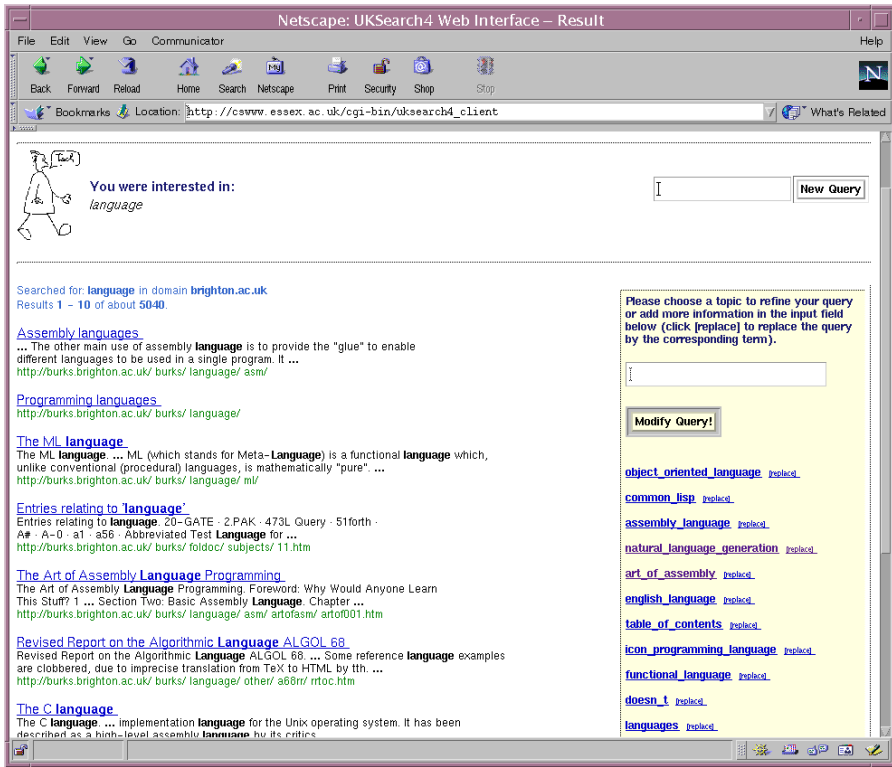 Netscape: UKSearch4 Web Interface – Result
File Edit View Go Communicator Help
Back Forward Reload Home Search Netscape Print Security Shop Stop
My
N
Bookmarks Location: http://cswww.essex.ac.uk/cgi-bin/uksearch4_client What's Related
You were interested in:
language
New Query
Searched for: language in domain brighton.ac.uk
Results 1 – 10 of about 5040.
Assembly languages
... The other main use of assembly language is to provide the "glue" to enable
different languages to be used in a single program. It ...
http://burks.brighton.ac.uk/ burks/ language/ asm/
Programming languages
http://burks.brighton.ac.uk/ burks/ language/
The ML language
The ML language. ... ML (which stands for Meta-Language) is a functional language which,
unlike conventional (procedural) languages, is mathematically "pure". ...
http://burks.brighton.ac.uk/ burks/ language/ ml/
Entries relating to 'language'
Entries relating to language. 20-GATE · 2.PAK · 473L Query · 51forth ·
A# · A-0 · a1 · a56 · Abbreviated Test Language for ...
http://burks.brighton.ac.uk/ burks/ foldoc/ subjects/ 11.htm
The Art of Assembly Language Programming
The Art of Assembly Language Programming. Foreword: Why Would Anyone Learn
This Stuff? 1 ... Section Two: Basic Assembly Language. Chapter ...
http://burks.brighton.ac.uk/ burks/ language/ asm/ artofasm/ artof001.htm
Revised Report on the Algorithmic Language ALGOL 68
Revised Report on the Algorithmic Language ALGOL 68. ... Some reference language examples
are clobbered, due to imprecise translation from TeX to HTML by tth. ...
http://burks.brighton.ac.uk/ burks/ language/ other/ a68rr/ rrtoc.htm
The C language
The C language. ... implementation language for the Unix operating system. It has been
described as a high-level assembly language by its critics
Please choose a topic to refine your query
or add more information in the input field
below (click [replace] to replace the query
by the corresponding term).
Modify Query!
object_oriented_language [replace]
common_lisp [replace]
assembly_language [replace]
natural_language_generation [replace]
art_of_assembly [replace]
english_language [replace]
table_of_contents [replace]
icon_programming_language [replace]
functional_language [replace]
doesn_t [replace]
languages [replace]